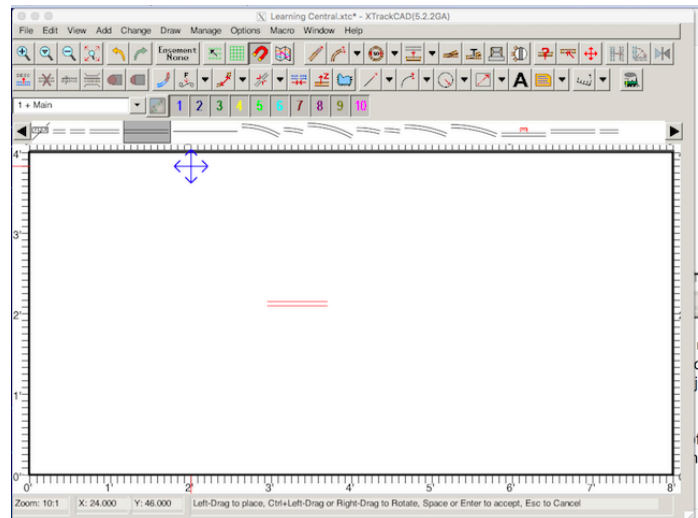 Learning Central.xtc* - XTrackCAD(5.2.2GA)
File Edit View Add Change Draw Manage Options Macro Window Help
Easement
None
DESC
A
1 + Main
1 2 3 4 5 6 7 8 9 10
4'
3'
2'
1'
0'
0' 1' 2' 3' 4' 5' 6' 7' 8'
Zoom: 10:1 X: 24.000 Y: 46.000 Left-Drag to place, Ctrl+Left-Drag or Right-Drag to Rotate, Space or Enter to accept, Esc to Cancel